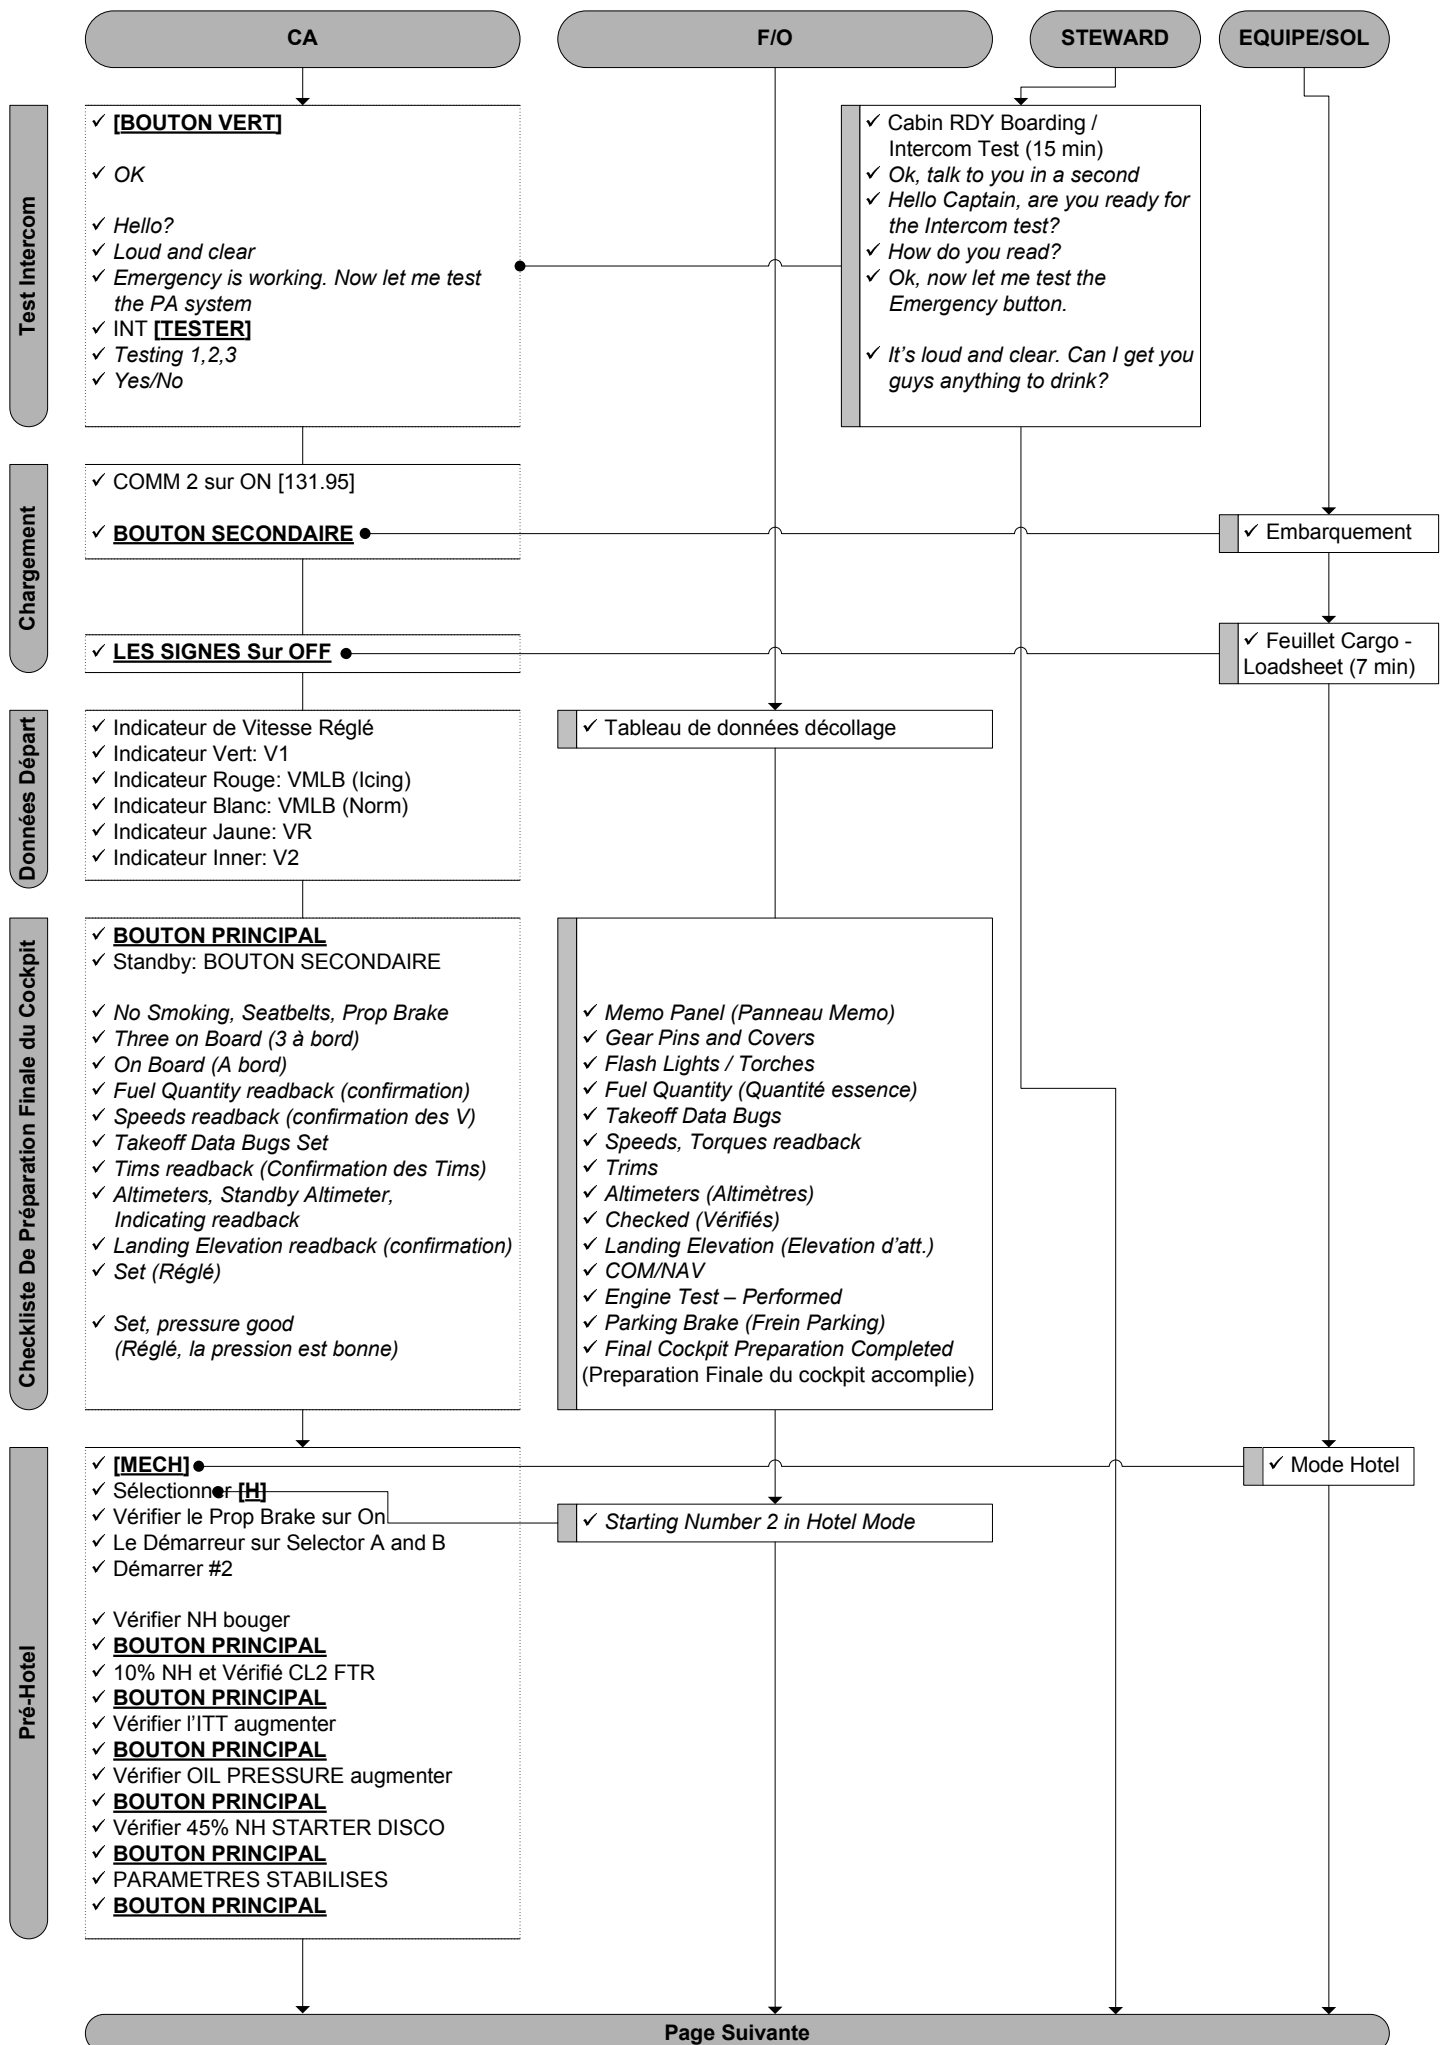 CA
F/O
STEWARD
EQUIPE/SOL
Test Intercom
✓ [BOUTON VERT]
✓ OK
✓ Hello?
✓ Loud and clear
✓ Emergency is working. Now let me test
the PA system
✓ INT [TESTER]
✓ Testing 1,2,3
✓ Yes/No
✓ Cabin RDY Boarding /
Intercom Test (15 min)
✓ Ok, talk to you in a second
✓ Hello Captain, are you ready for
the Intercom test?
✓ How do you read?
✓ Ok, now let me test the
Emergency button.
✓ It's loud and clear. Can I get you
guys anything to drink?
Chargement
✓ COMM 2 sur ON [131.95]
✓ BOUTON SECONDAIRE
✓ Embarquement
✓ LES SIGNES Sur OFF
✓ Feuillet Cargo -
Loadsheet (7 min)
Données Départ
✓ Indicateur de Vitesse Réglé
✓ Indicateur Vert: V1
✓ Indicateur Rouge: VMLB (Icing)
✓ Indicateur Blanc: VMLB (Norm)
✓ Indicateur Jaune: VR
✓ Indicateur Inner: V2
✓ Tableau de données décollage
Checkliste De Préparation Finale du Cockpit
✓ BOUTON PRINCIPAL
✓ Standby: BOUTON SECONDAIRE
✓ No Smoking, Seatbelts, Prop Brake
✓ Three on Board (3 à bord)
✓ On Board (A bord)
✓ Fuel Quantity readback (confirmation)
✓ Speeds readback (confirmation des V)
✓ Takeoff Data Bugs Set
✓ Tims readback (Confirmation des Tims)
✓ Altimeters, Standby Altimeter,
Indicating readback
✓ Landing Elevation readback (confirmation)
✓ Set (Réglé)
✓ Set, pressure good
(Réglé, la pression est bonne)
✓ Memo Panel (Panneau Memo)
✓ Gear Pins and Covers
✓ Flash Lights / Torches
✓ Fuel Quantity (Quantité essence)
✓ Takeoff Data Bugs
✓ Speeds, Torques readback
✓ Trims
✓ Altimeters (Altimètres)
✓ Checked (Vérifiés)
✓ Landing Elevation (Elevation d'att.)
✓ COM/NAV
✓ Engine Test – Performed
✓ Parking Brake (Frein Parking)
✓ Final Cockpit Preparation Completed
(Preparation Finale du cockpit accomplie)
Pré-Hotel
✓ [MECH]
✓ Sélectionner [H]
✓ Vérifier le Prop Brake sur On
✓ Le Démarreur sur Selector A and B
✓ Démarrer #2
✓ Vérifier NH bouger
✓ BOUTON PRINCIPAL
✓ 10% NH et Vérifié CL2 FTR
✓ BOUTON PRINCIPAL
✓ Vérifier l'ITT augmenter
✓ BOUTON PRINCIPAL
✓ Vérifier OIL PRESSURE augmenter
✓ BOUTON PRINCIPAL
✓ Vérifier 45% NH STARTER DISCO
✓ BOUTON PRINCIPAL
✓ PARAMETRES STABILISES
✓ BOUTON PRINCIPAL
✓ Mode Hotel
✓ Starting Number 2 in Hotel Mode
Page Suivante